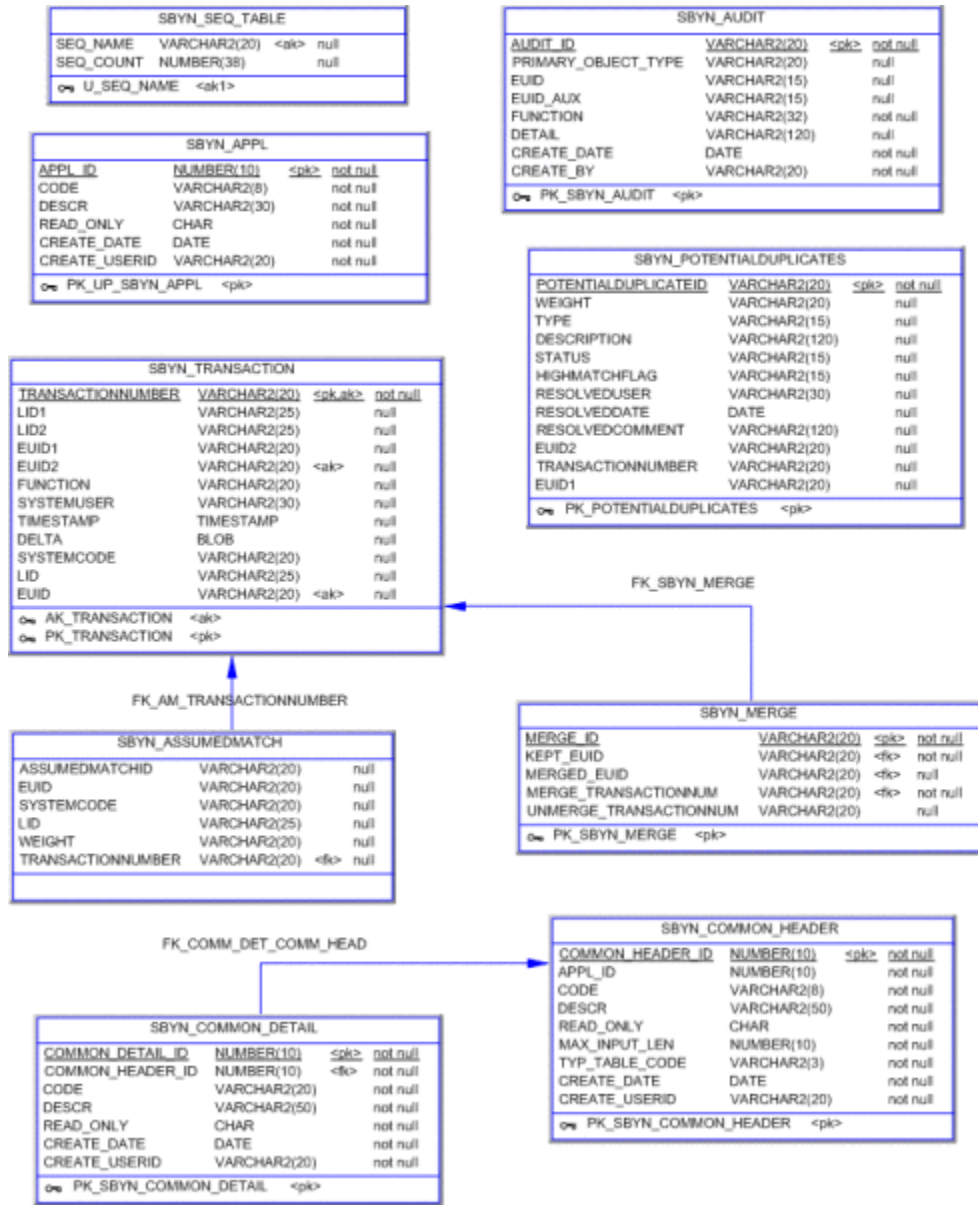 SBYN_SEQ_TABLE
SEQ_NAME VARCHAR2(20) <ak> null
SEQ_COUNT NUMBER(38) null
U_SEQ_NAME <ak1>
SBYN_AUDIT
AUDIT_ID VARCHAR2(20) <pk> not null
PRIMARY_OBJECT_TYPE VARCHAR2(20) null
EUID VARCHAR2(15) null
EUID_AUX VARCHAR2(15) null
FUNCTION VARCHAR2(32) not null
DETAIL VARCHAR2(120) null
CREATE_DATE DATE not null
CREATE_BY VARCHAR2(20) not null
PK_SBYN_AUDIT <pk>
SBYN_APPL
APPL_ID NUMBER(10) <pk> not null
CODE VARCHAR2(8) not null
DESCR VARCHAR2(30) not null
READ_ONLY CHAR not null
CREATE_DATE DATE not null
CREATE_USERID VARCHAR2(20) not null
PK_UP_SBYN_APPL <pk>
SBYN_POTENTIALDUPLICATES
POTENTIALDUPLICATEID VARCHAR2(20) <pk> not null
WEIGHT VARCHAR2(20) null
TYPE VARCHAR2(15) null
DESCRIPTION VARCHAR2(120) null
STATUS VARCHAR2(15) null
HIGHMATCHFLAG VARCHAR2(15) null
RESOLVEDUSER VARCHAR2(30) null
RESOLVEDDATE DATE null
RESOLVEDCOMMENT VARCHAR2(120) null
EUID2 VARCHAR2(20) null
TRANSACTIONNUMBER VARCHAR2(20) null
EUID1 VARCHAR2(20) null
PK_POTENTIALDUPLICATES <pk>
SBYN_TRANSACTION
TRANSACTIONNUMBER VARCHAR2(20) <pk,ak> not null
LID1 VARCHAR2(25) null
LID2 VARCHAR2(25) null
EUID1 VARCHAR2(20) null
EUID2 VARCHAR2(20) <ak> null
FUNCTION VARCHAR2(20) null
SYSTEMUSER VARCHAR2(30) null
TIMESTAMP TIMESTAMP null
DELTA BLOB null
SYSTEMCODE VARCHAR2(20) null
LID VARCHAR2(25) null
EUID VARCHAR2(20) <ak> null
AK_TRANSACTION <ak>
PK_TRANSACTION <pk>
FK_SBYN_MERGE
FK_AM_TRANSACTIONNUMBER
SBYN_MERGE
MERGE_ID VARCHAR2(20) <pk> not null
KEPT_EUID VARCHAR2(20) <fk> not null
MERGED_EUID VARCHAR2(20) <fk> null
MERGE_TRANSACTIONNUM VARCHAR2(20) <fk> not null
UNMERGE_TRANSACTIONNUM VARCHAR2(20) null
PK_SBYN_MERGE <pk>
SBYN_ASSUMEDMATCH
ASSUMEDMATCHID VARCHAR2(20) null
EUID VARCHAR2(20) null
SYSTEMCODE VARCHAR2(20) null
LID VARCHAR2(25) null
WEIGHT VARCHAR2(20) null
TRANSACTIONNUMBER VARCHAR2(20) <fk> null
FK_COMM_DET_COMM_HEAD
SBYN_COMMON_HEADER
COMMON_HEADER_ID NUMBER(10) <pk> not null
APPL_ID NUMBER(10) not null
CODE VARCHAR2(8) not null
DESCR VARCHAR2(50) not null
READ_ONLY CHAR not null
MAX_INPUT_LEN NUMBER(10) not null
TYP_TABLE_CODE VARCHAR2(3) not null
CREATE_DATE DATE not null
CREATE_USERID VARCHAR2(20) not null
PK_SBYN_COMMON_HEADER <pk>
SBYN_COMMON_DETAIL
COMMON_DETAIL_ID NUMBER(10) <pk> not null
COMMON_HEADER_ID NUMBER(10) <fk> not null
CODE VARCHAR2(20) not null
DESCR VARCHAR2(50) not null
READ_ONLY CHAR not null
CREATE_DATE DATE not null
CREATE_USERID VARCHAR2(20) not null
PK_SBYN_COMMON_DETAIL <pk>